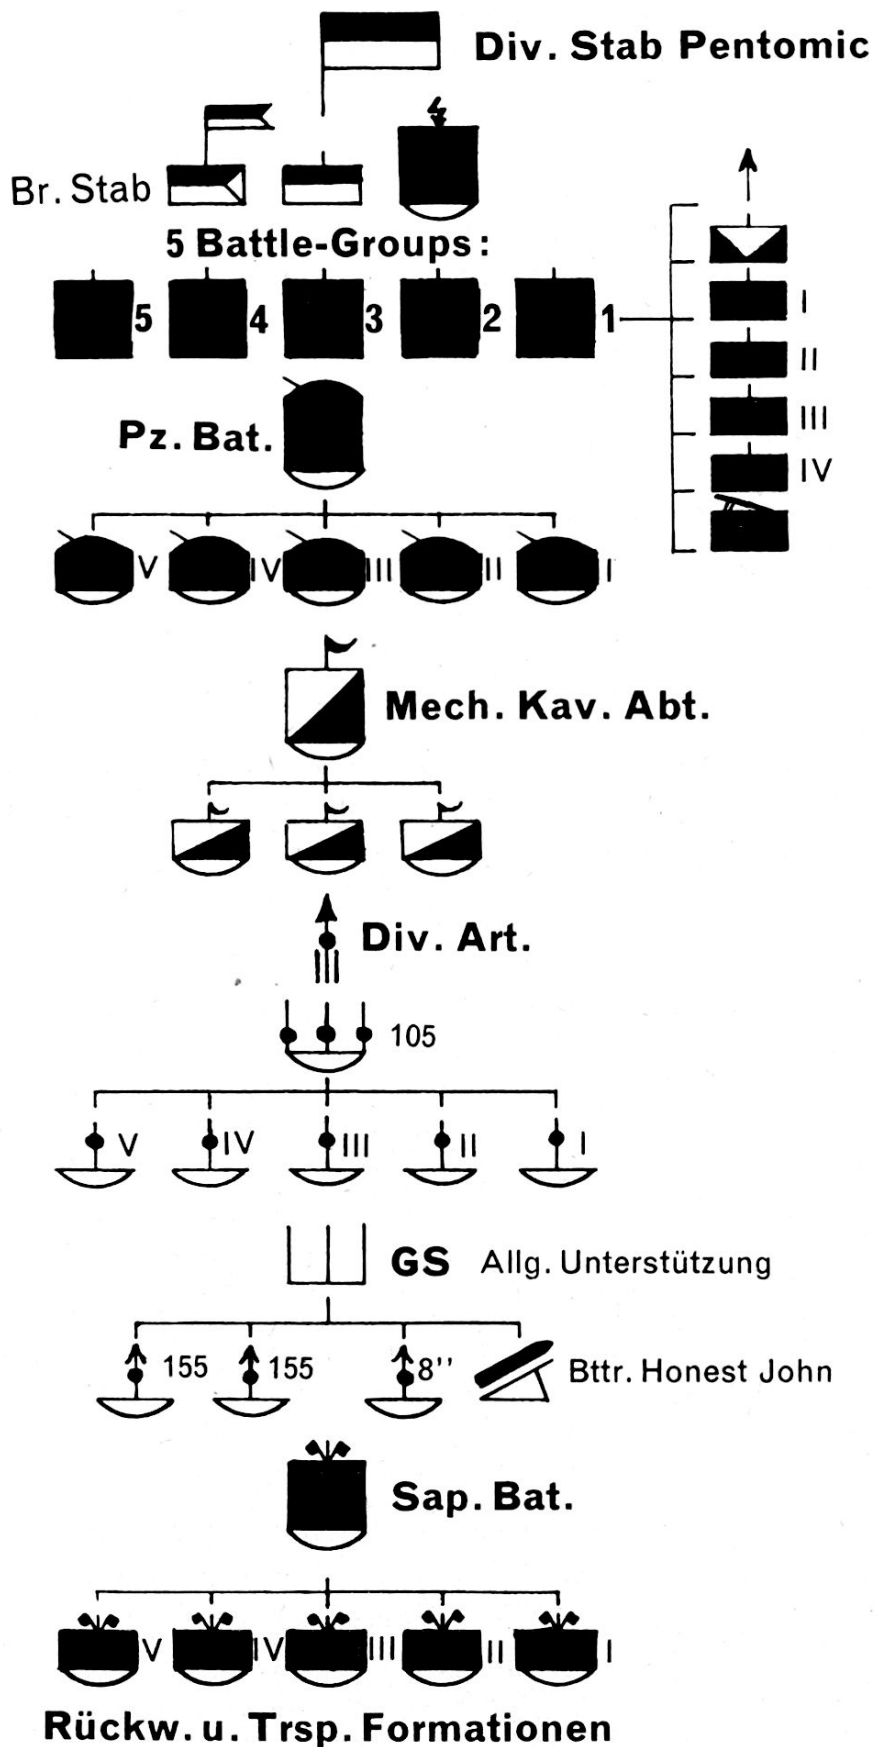 Div. Stab Pentomic
Br. Stab
5 Battle-Groups:
5 4 3 2 1
I
II
III
IV
Pz. Bat.
V IV III II I
Mech. Kav. Abt.
Div. Art.
105
V IV III II I
GS Allg. Unterstützung
155 155 8'' Bttr. Honest John
Sap. Bat.
V IV III II I
Rückw. u. Trsp. Formationen